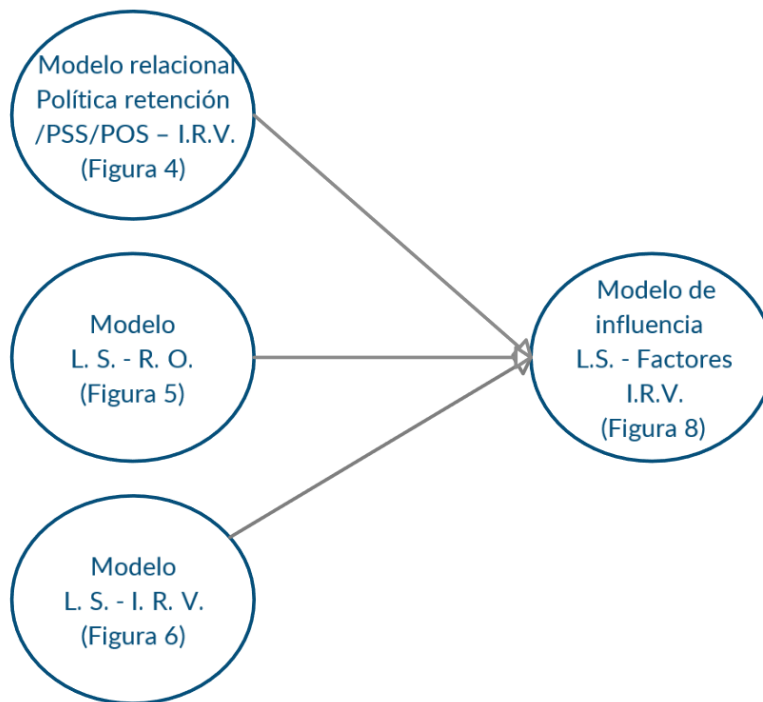 Modelo relacional
Política retención
/PSS/POS – I.R.V.
(Figura 4)
Modelo
L. S. - R. O.
(Figura 5)
Modelo
L. S. - I. R. V.
(Figura 6)
Modelo de
influencia
L.S. - Factores
I.R.V.
(Figura 8)